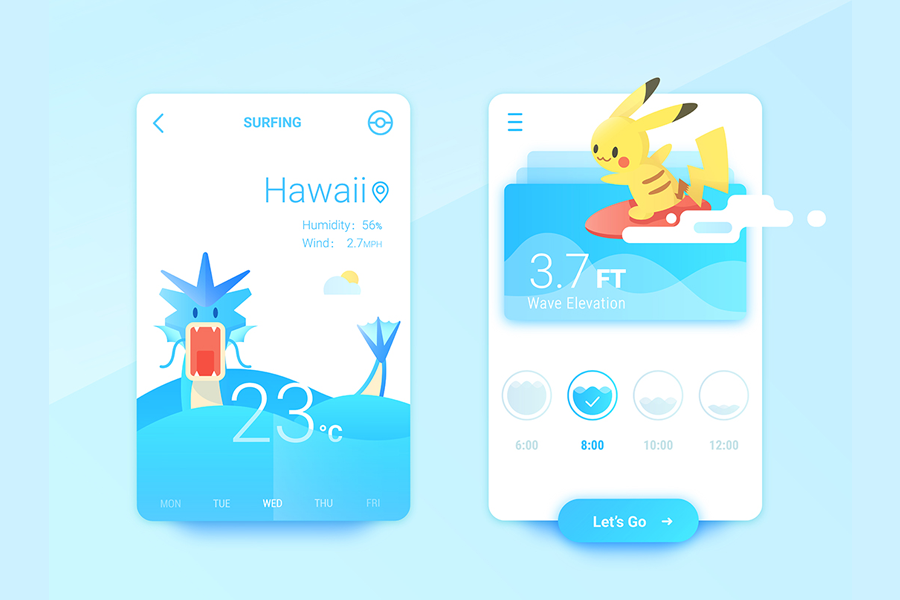 SURFING
Hawaii
Humidity: 56%
Wind: 2.7MPH
23°C
MON TUE WED THU FRI
3.7 FT
Wave Elevation
6:00 8:00 10:00 12:00
Let's Go